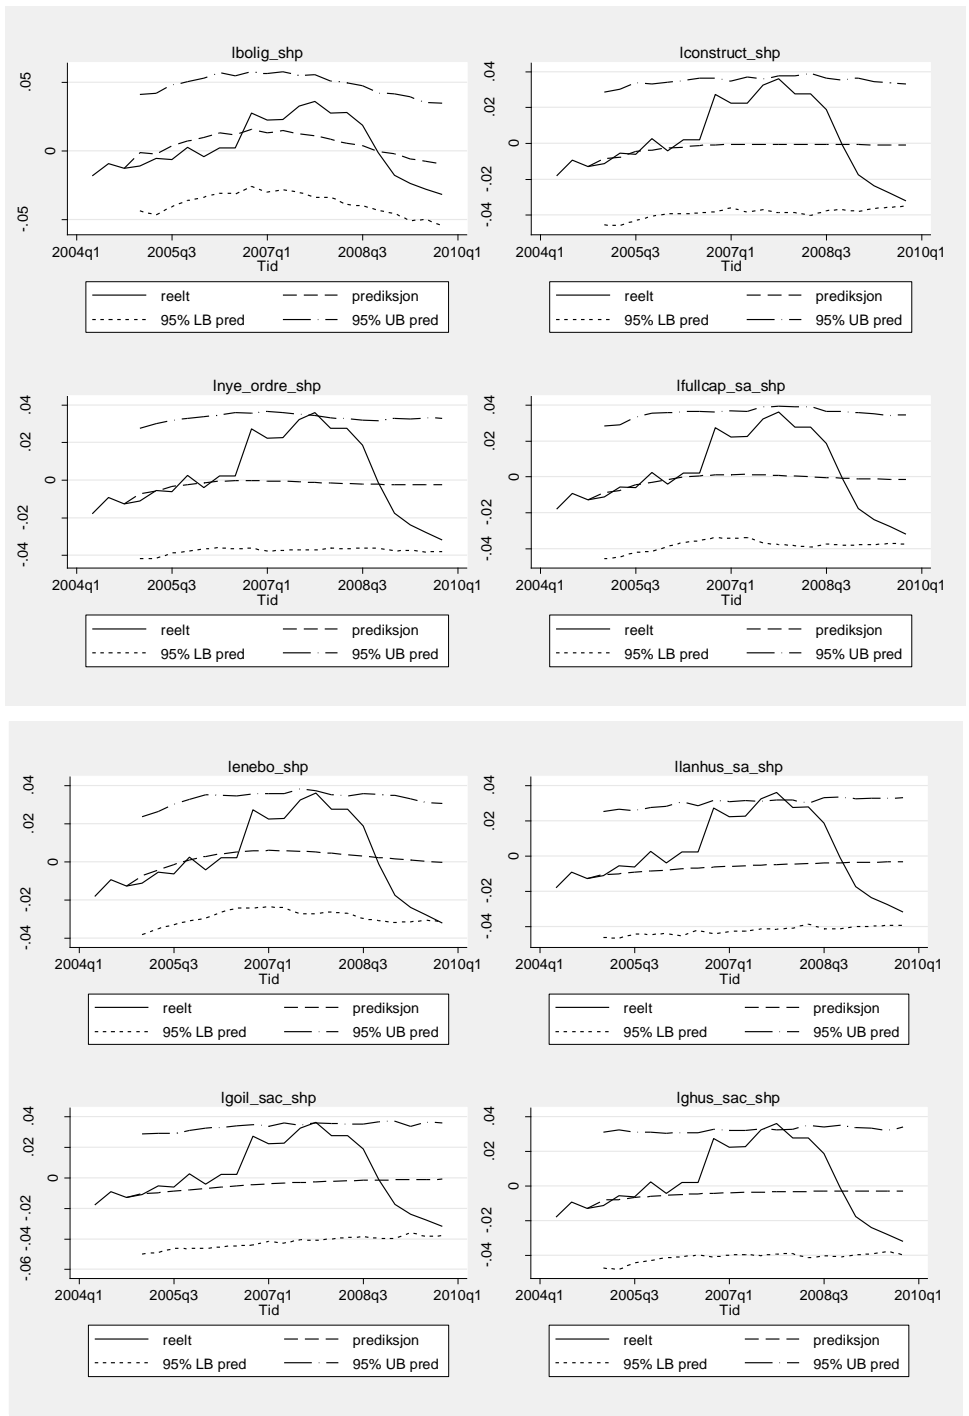 lbolig_shp
.05
0
-.05
2004q1 2005q3 2007q1 2008q3 2010q1
Tid
reelt prediksjon
95% LB pred 95% UB pred
lconstruct_shp
.04
.02
0
-.02
-.04
2004q1 2005q3 2007q1 2008q3 2010q1
Tid
reelt prediksjon
95% LB pred 95% UB pred
lnye_ordre_shp
.04
.02
0
-.02
-.04
2004q1 2005q3 2007q1 2008q3 2010q1
Tid
reelt prediksjon
95% LB pred 95% UB pred
lfullcap_sa_shp
.04
.02
0
-.02
-.04
2004q1 2005q3 2007q1 2008q3 2010q1
Tid
reelt prediksjon
95% LB pred 95% UB pred
lenebo_shp
.04
.02
0
-.02
-.04
2004q1 2005q3 2007q1 2008q3 2010q1
Tid
reelt prediksjon
95% LB pred 95% UB pred
llanhus_sa_shp
.04
.02
0
-.02
-.04
2004q1 2005q3 2007q1 2008q3 2010q1
Tid
reelt prediksjon
95% LB pred 95% UB pred
lgoil_sac_shp
.04
.02
0
-.02
-.04
-.06
2004q1 2005q3 2007q1 2008q3 2010q1
Tid
reelt prediksjon
95% LB pred 95% UB pred
lghus_sac_shp
.04
.02
0
-.02
-.04
2004q1 2005q3 2007q1 2008q3 2010q1
Tid
reelt prediksjon
95% LB pred 95% UB pred